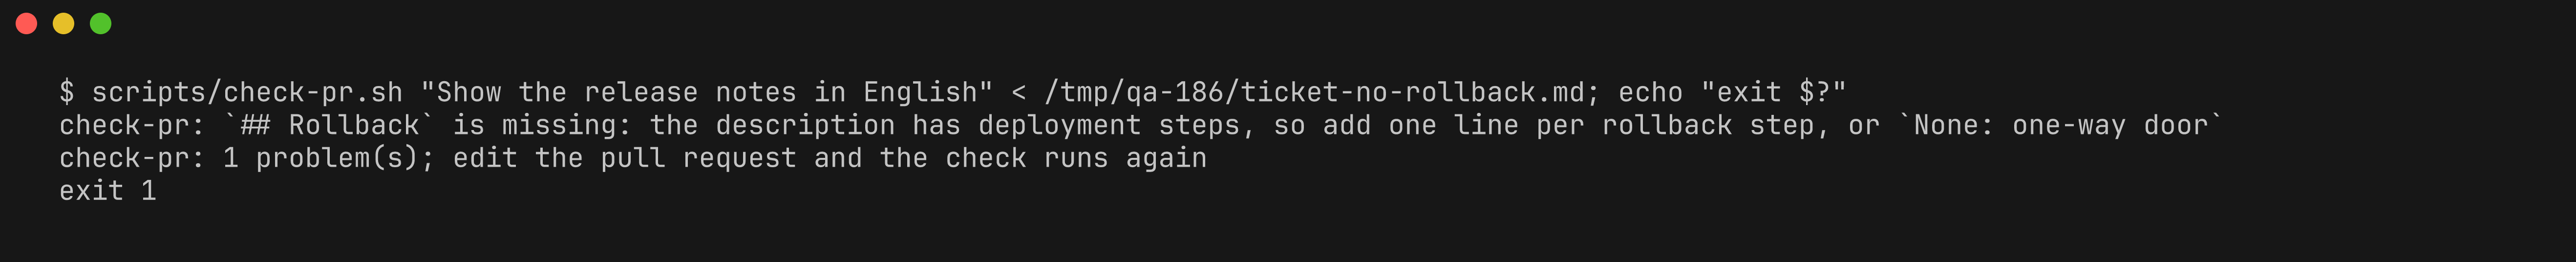 $ scripts/check-pr.sh "Show the release notes in English" < /tmp/qa-186/ticket-no-rollback.md; echo "exit $?"
check-pr: `## Rollback` is missing: the description has deployment steps, so add one line per rollback step, or `None: one-way door`
check-pr: 1 problem(s); edit the pull request and the check runs again
exit 1